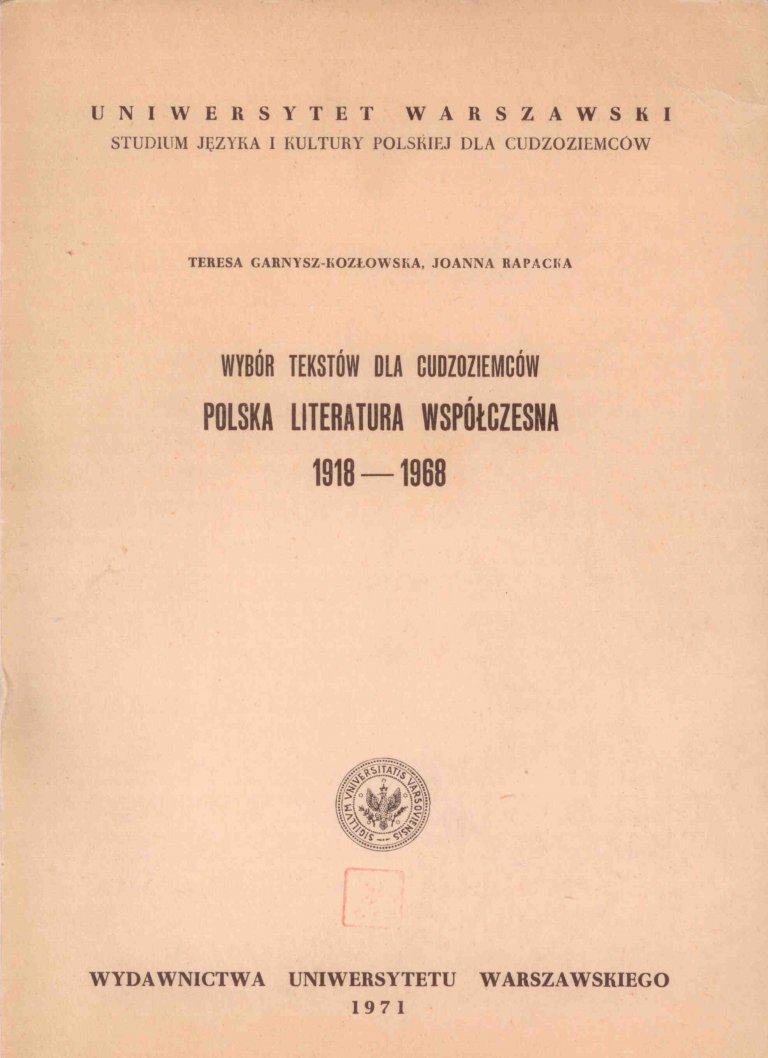 UNIWERSYTET WARSZAWSKI
STUDIUM JĘZYKA I KULTURY POLSKIEJ DLA CUDZOZIEMCÓW
TERESA GARNYSZ-KOZŁOWSKA, JOANNA RAPACKA
WYBÓR TEKSTÓW DLA CUDZOZIEMCÓW
POLSKA LITERATURA WSPÓŁCZESNA
1918 — 1968
SIGILLVM VNIVERSITATIS VARSOVIENSIS
WYDAWNICTWA UNIWERSYTETU WARSZAWSKIEGO
1971